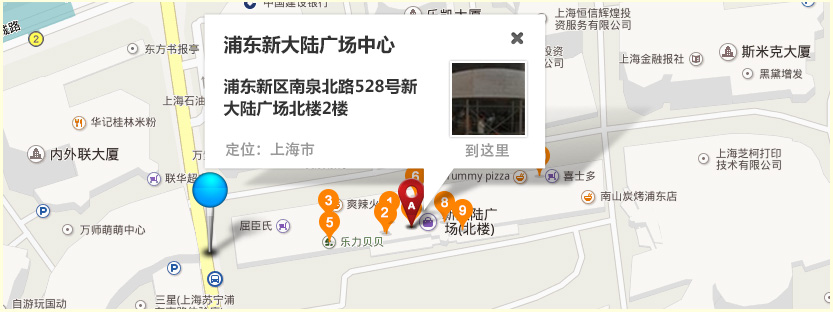 中国建设银行
乐凯大厦
上海恒信辉煌投
资服务有限公司
2
东方书报亭
浦东新大陆广场中心
上海金融报社
斯米克大厦
黑黛增发
浦东新区南泉北路528号新
大陆广场北楼2楼
上海石油
华记桂林米粉
定位：上海市
到这里
内外联大厦
上海芝柯打印
技术有限公司
联华超
6
Yummy pizza
喜士多
南山炭烤浦东店
3
爽辣火
1
A
8
2
9
5
屈臣氏
新大陆广
场(北楼)
万师萌萌中心
乐力贝贝
P
P
三星(上海苏宁浦
自游玩国动